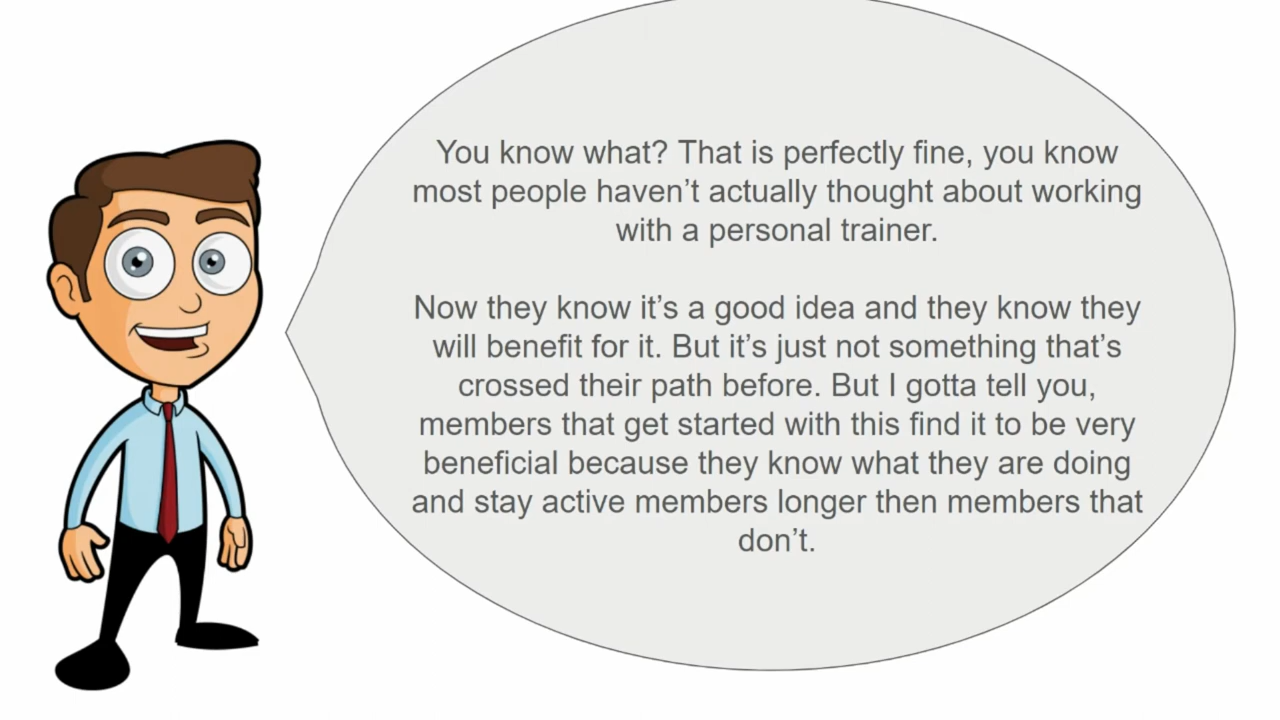 You know what? That is perfectly fine, you know
most people haven’t actually thought about working
with a personal trainer.
Now they know it’s a good idea and they know they
will benefit for it. But it’s just not something that’s
crossed their path before. But I gotta tell you,
members that get started with this find it to be very
beneficial because they know what they are doing
and stay active members longer then members that
don’t.